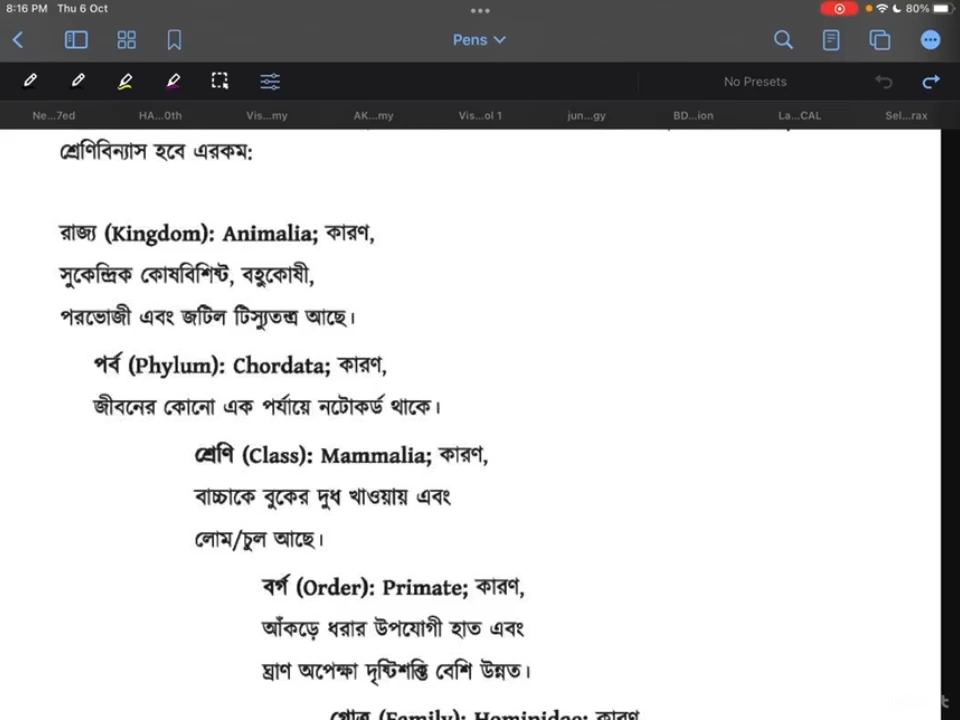 8:16 PM Thu 6 Oct
80%
Pens
No Presets
Ne...7ed HA...0th Vis...my AK...my Vis...ol 1 jun...gy BD...ion La...CAL Sel...rax
শ্রেণিবিন্যাস হবে এরকম:
রাজ্য (Kingdom): Animalia; কারণ,
সুকেন্দ্রিক কোষবিশিষ্ট, বহুকোষী,
পরভোজী এবং জটিল টিস্যুতন্ত্র আছে।
পর্ব (Phylum): Chordata; কারণ,
জীবনের কোনো এক পর্যায়ে নটোকর্ড থাকে।
শ্রেণি (Class): Mammalia; কারণ,
বাচ্চাকে বুকের দুধ খাওয়ায় এবং
লোম/চুল আছে।
বর্গ (Order): Primate; কারণ,
আঁকড়ে ধরার উপযোগী হাত এবং
ঘ্রাণ অপেক্ষা দৃষ্টিশক্তি বেশি উন্নত।
গোত্র (Family): Hominidae; কারণ